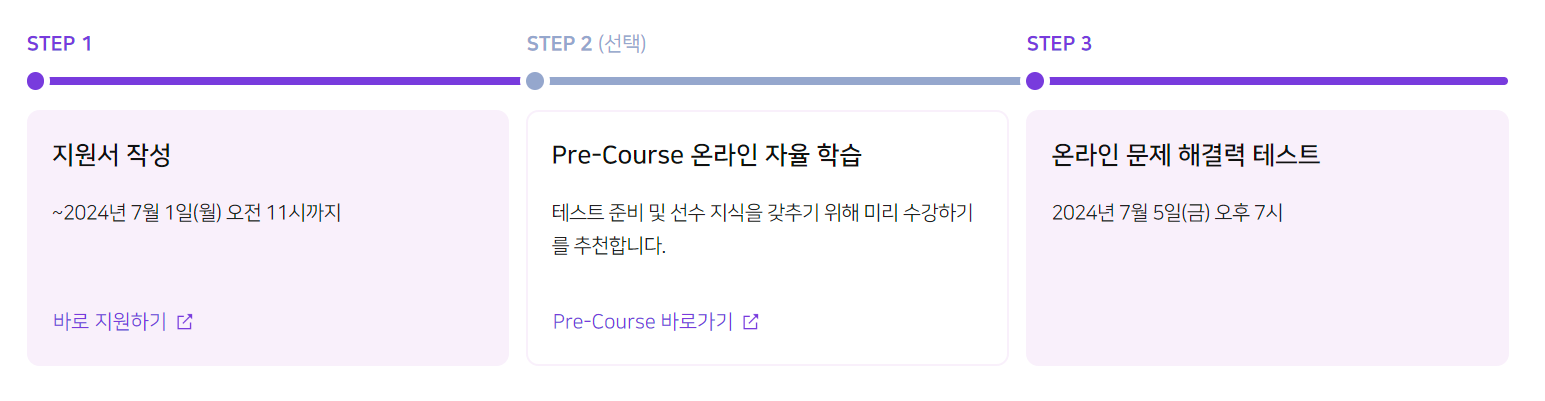 STEP 1
STEP 2 (선택)
STEP 3
지원서 작성
~2024년 7월 1일(월) 오전 11시까지
바로 지원하기
Pre-Course 온라인 자율 학습
테스트 준비 및 선수 지식을 갖추기 위해 미리 수강하기
를 추천합니다.
Pre-Course 바로가기
온라인 문제 해결력 테스트
2024년 7월 5일(금) 오후 7시